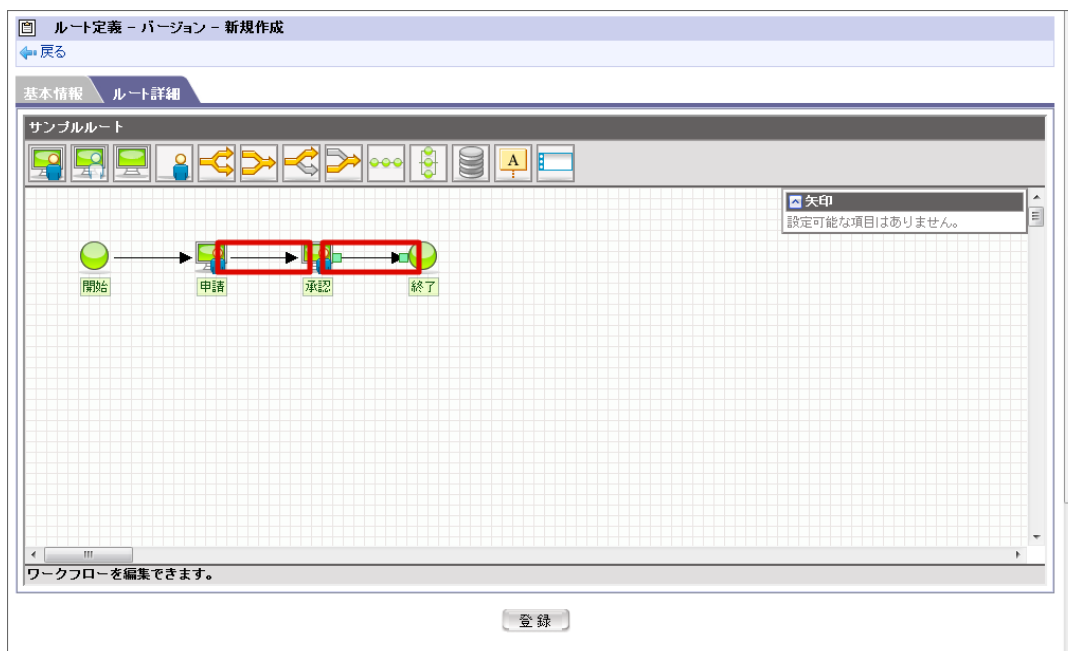 ルート定義 - バージョン - 新規作成
戻る
基本情報 ルート詳細
サンプルルート
A
矢印
設定可能な項目はありません。
開始 申請 承認 終了
ワークフローを編集できます。
登録